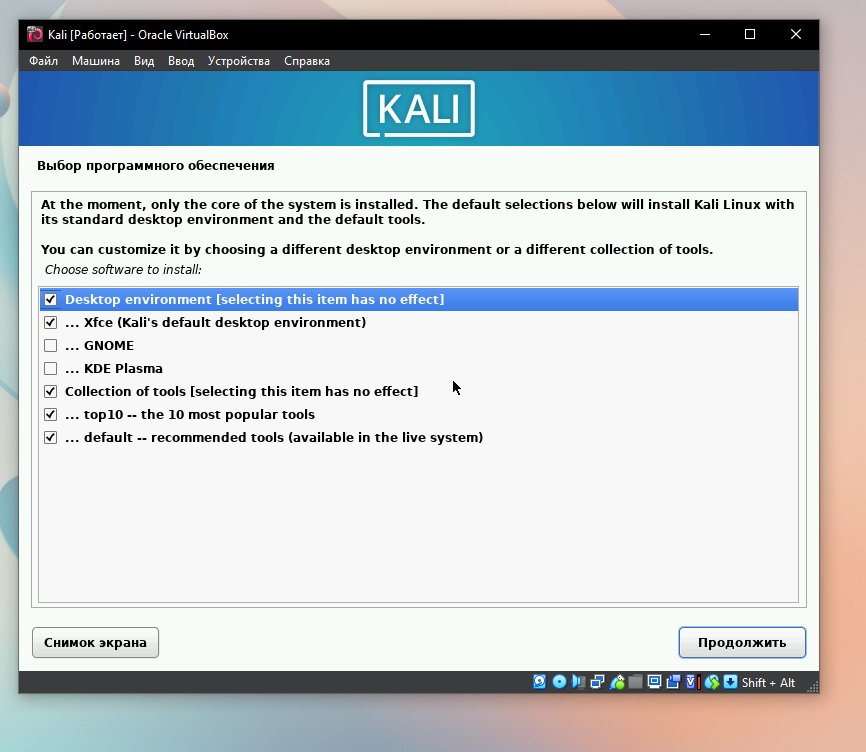 Kali [Работает] - Oracle VirtualBox
Файл Машина Вид Ввод Устройства Справка
KALI
Выбор программного обеспечения
At the moment, only the core of the system is installed. The default selections below will install Kali Linux with
its standard desktop environment and the default tools.
You can customize it by choosing a different desktop environment or a different collection of tools.
Choose software to install:
Desktop environment [selecting this item has no effect]
... Xfce (Kali's default desktop environment)
... GNOME
... KDE Plasma
Collection of tools [selecting this item has no effect]
... top10 -- the 10 most popular tools
... default -- recommended tools (available in the live system)
Снимок экрана Продолжить
Shift + Alt